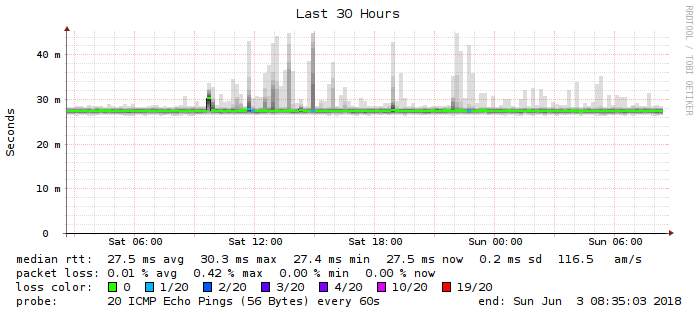 Last 30 Hours
RRDTOOL / TOBI OETIKER
Seconds
40 m
30 m
20 m
10 m
0
Sat 06:00 Sat 12:00 Sat 18:00 Sun 00:00 Sun 06:00
median rtt: 27.5 ms avg 30.3 ms max 27.4 ms min 27.5 ms now 0.2 ms sd 116.5 am/s
packet loss: 0.01 % avg 0.42 % max 0.00 % min 0.00 % now
loss color: 0 1/20 2/20 3/20 4/20 10/20 19/20
probe: 20 ICMP Echo Pings (56 Bytes) every 60s end: Sun Jun 3 08:35:03 2018